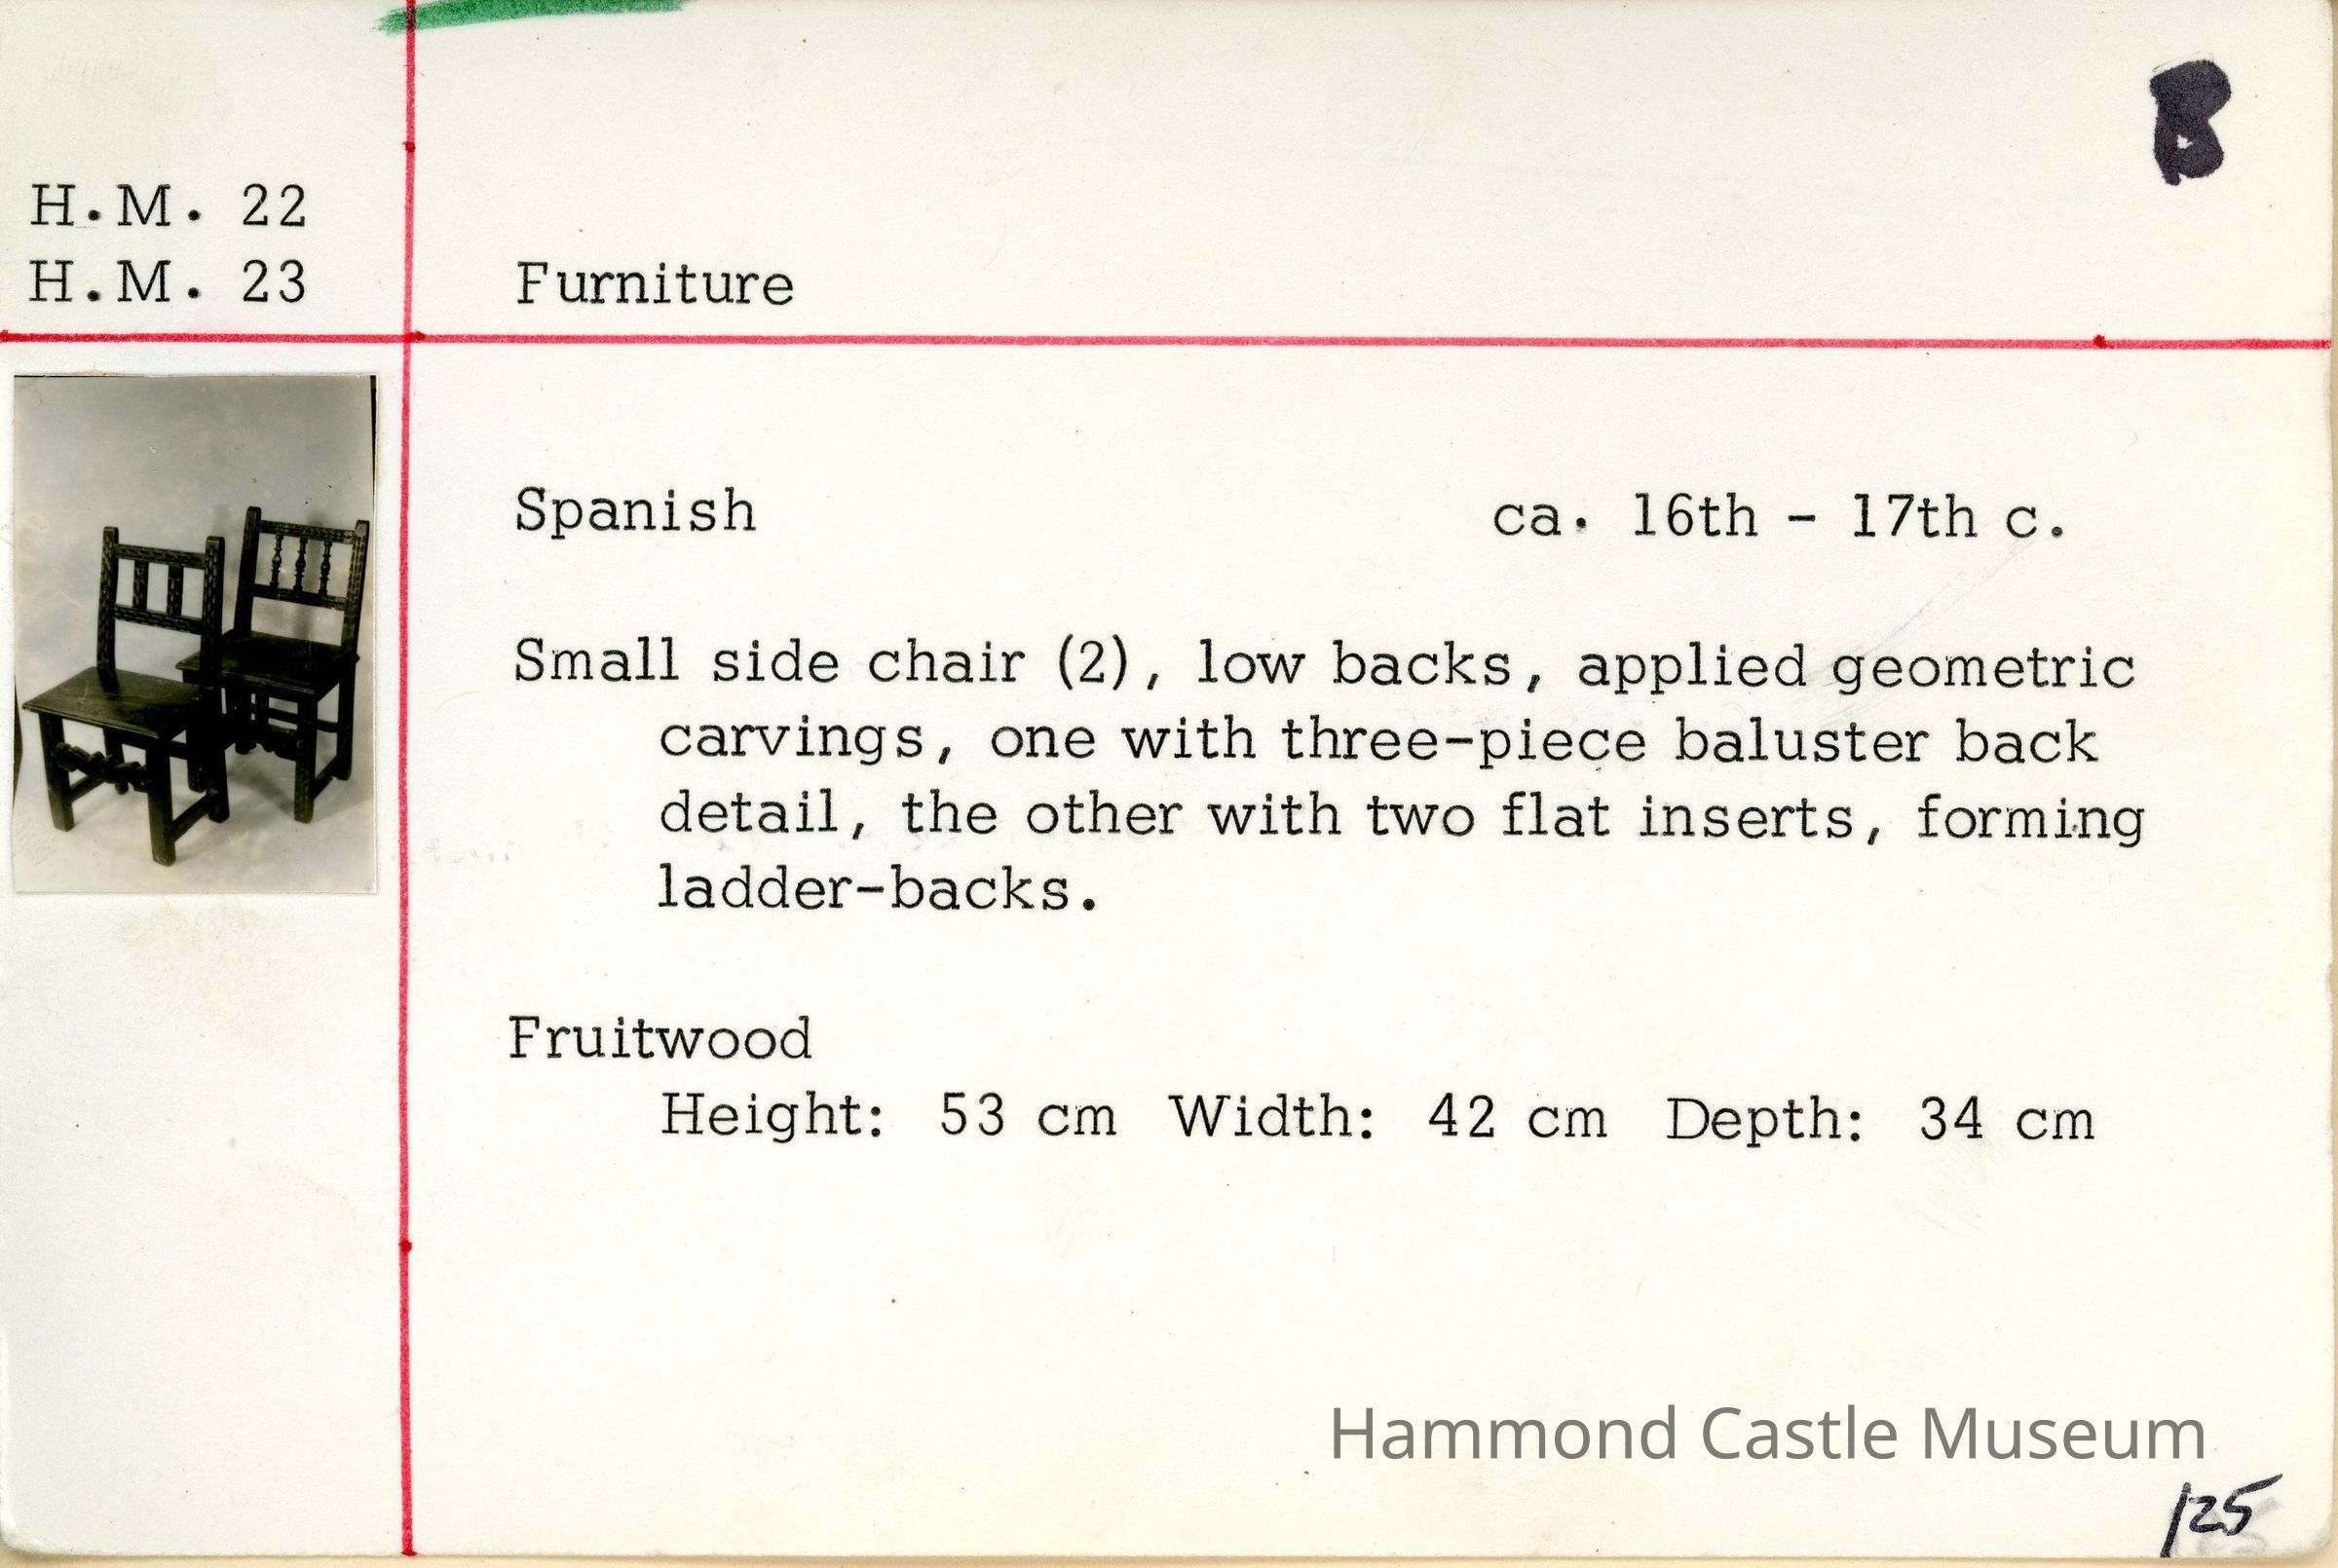 B
H.M. 22
H.M. 23
Furniture
Spanish ca. 16th - 17th c.
Small side chair (2), low backs, applied geometric
carvings, one with three-piece baluster back
detail, the other with two flat inserts, forming
ladder-backs.
Fruitwood
Height: 53 cm Width: 42 cm Depth: 34 cm
Hammond Castle Museum
125